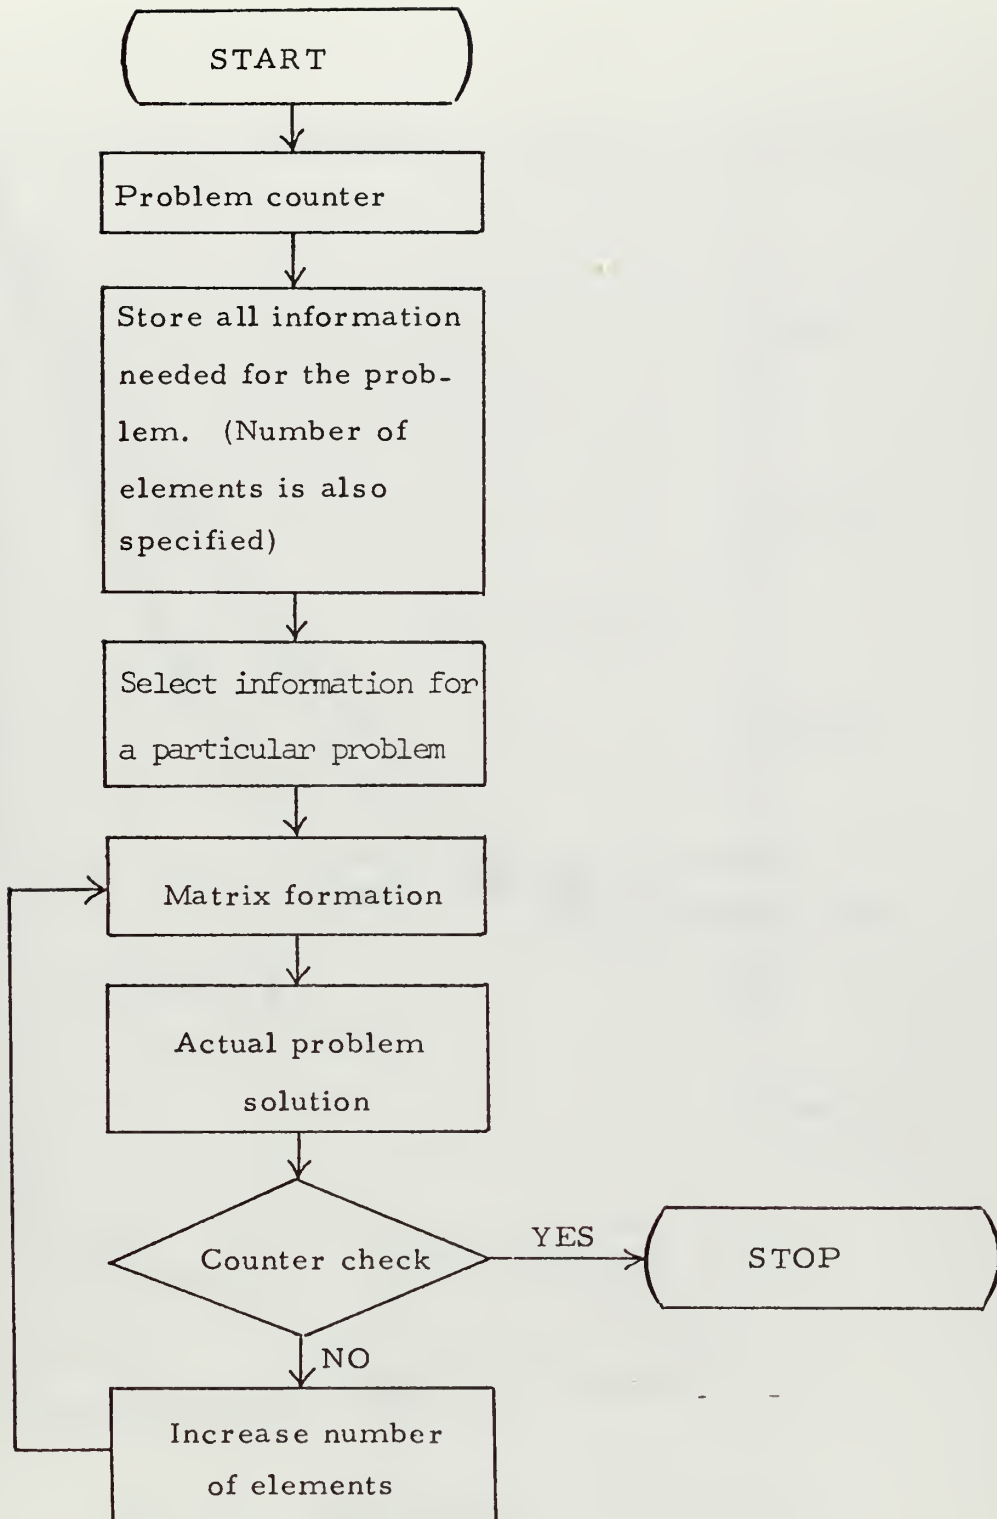 START
Problem counter
Store all information
needed for the prob-
lem. (Number of
elements is also
specified)
Select information for
a particular problem
Matrix formation
Actual problem
solution
Counter check
YES
STOP
NO
Increase number
of elements